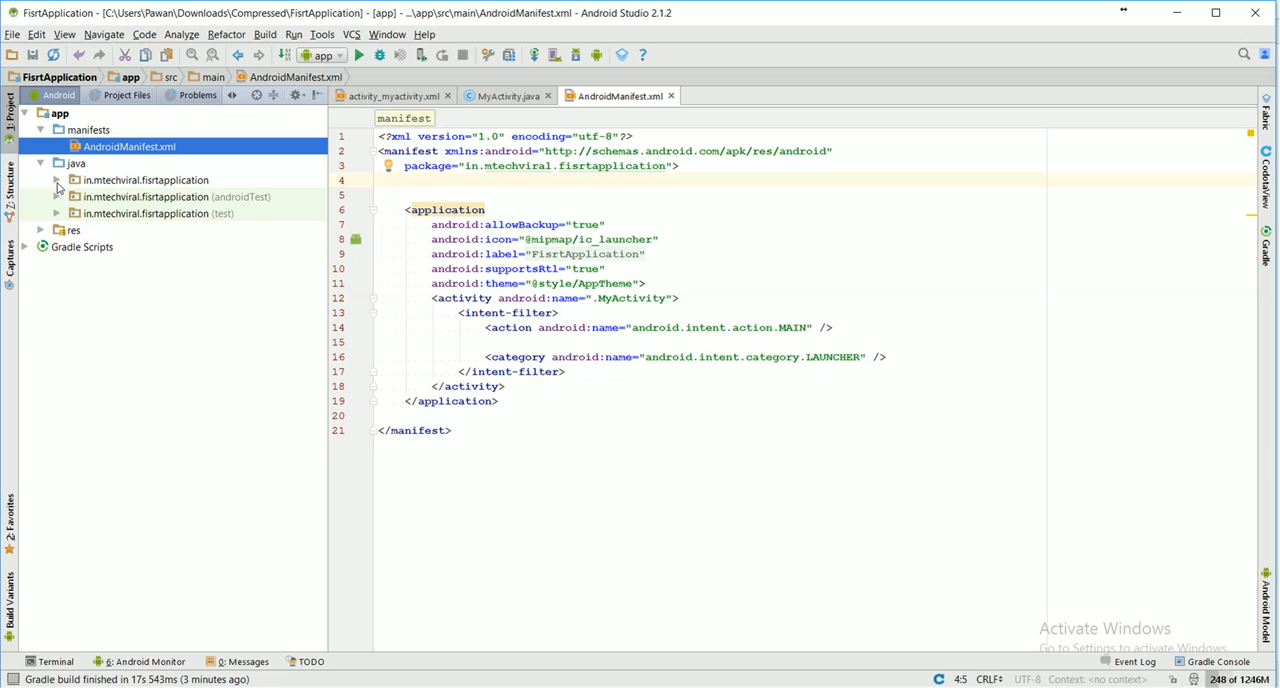 FisrtApplication - [C:\Users\Pawan\Downloads\Compressed\FisrtApplication] - [app] - ...\app\src\main\AndroidManifest.xml - Android Studio 2.1.2
File Edit View Navigate Code Analyze Refactor Build Run Tools VCS Window Help
app
FisrtApplication app src main AndroidManifest.xml
Android Project Files Problems activity_myactivity.xml MyActivity.java AndroidManifest.xml
1: Project
Z: Structure
Captures
2: Favorites
Build Variants
app
manifests
AndroidManifest.xml
java
in.mtechviral.fisrtapplication
in.mtechviral.fisrtapplication (androidTest)
in.mtechviral.fisrtapplication (test)
res
Gradle Scripts
manifest
1 <?xml version="1.0" encoding="utf-8"?>
2 <manifest xmlns:android="http://schemas.android.com/apk/res/android"
3 package="in.mtechviral.fisrtapplication">
4
5
6 <application
7 android:allowBackup="true"
8 android:icon="@mipmap/ic_launcher"
9 android:label="FisrtApplication"
10 android:supportsRtl="true"
11 android:theme="@style/AppTheme">
12 <activity android:name=".MyActivity">
13 <intent-filter>
14 <action android:name="android.intent.action.MAIN" />
15
16 <category android:name="android.intent.category.LAUNCHER" />
17 </intent-filter>
18 </activity>
19 </application>
20
21 </manifest>
Fabric
CodotaView
Gradle
Android Model
Activate Windows
Go to Settings to activate Windows.
Terminal 6: Android Monitor 0: Messages TODO Event Log Gradle Console
Gradle build finished in 17s 543ms (3 minutes ago) 4:5 CRLF UTF-8 Context: <no context> 248 of 1246M